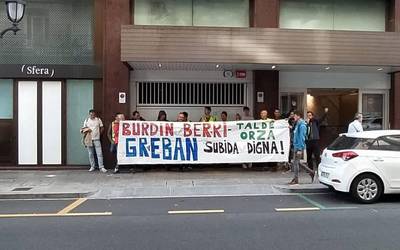 ( Sfera )
BURDIN BERRI- TALDE
ORZA
GREBAN SUBIDA DIGNA!